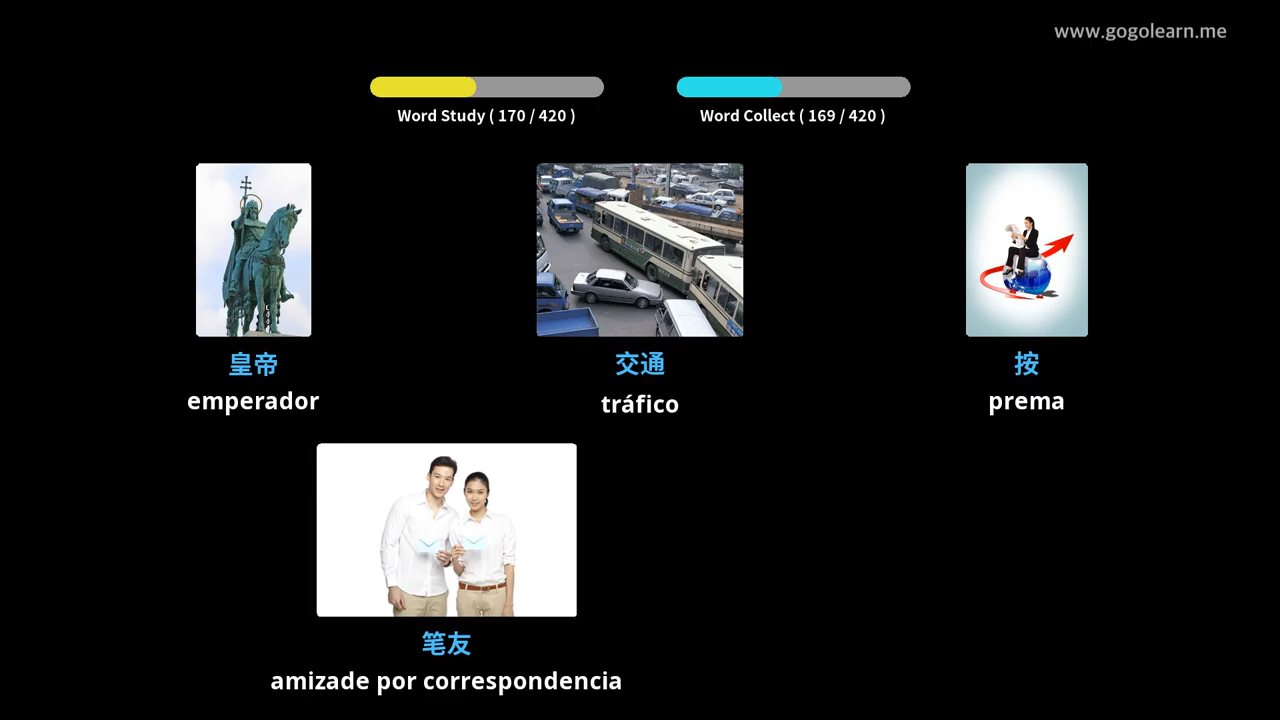 www.gogolearn.me
Word Study ( 170 / 420 )
Word Collect ( 169 / 420 )
皇帝
emperador
交通
tráfico
按
prema
笔友
amizade por correspondencia